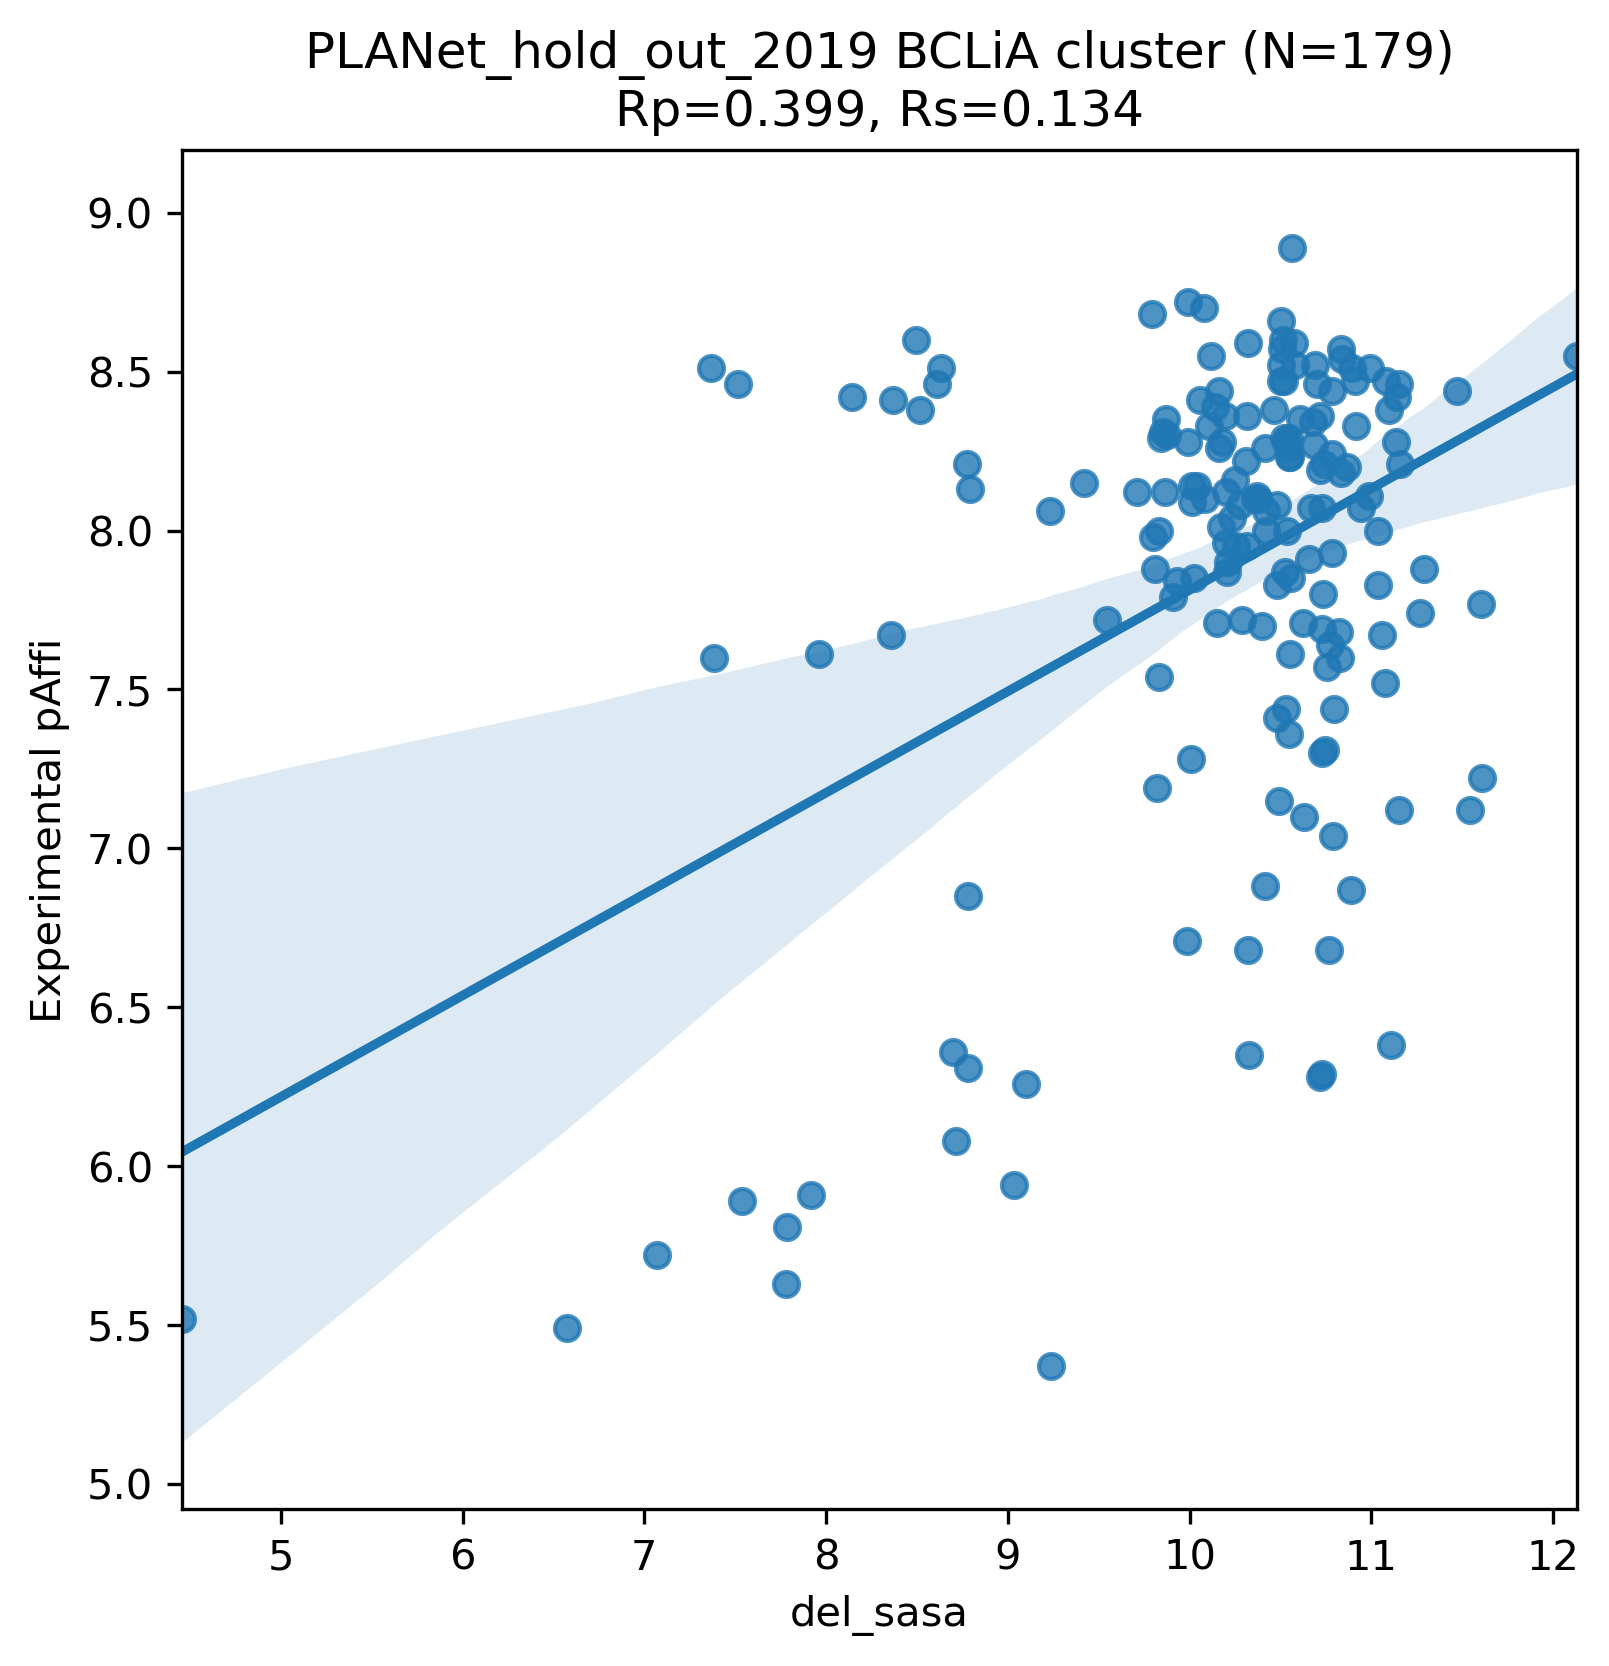 PLANet_hold_out_2019 BCLiA cluster (N=179)
Rp=0.399, Rs=0.134
9.0
8.5
8.0
7.5
7.0
6.5
6.0
5.5
5.0
Experimental pAffi
5 6 7 8 9 10 11 12
del_sasa